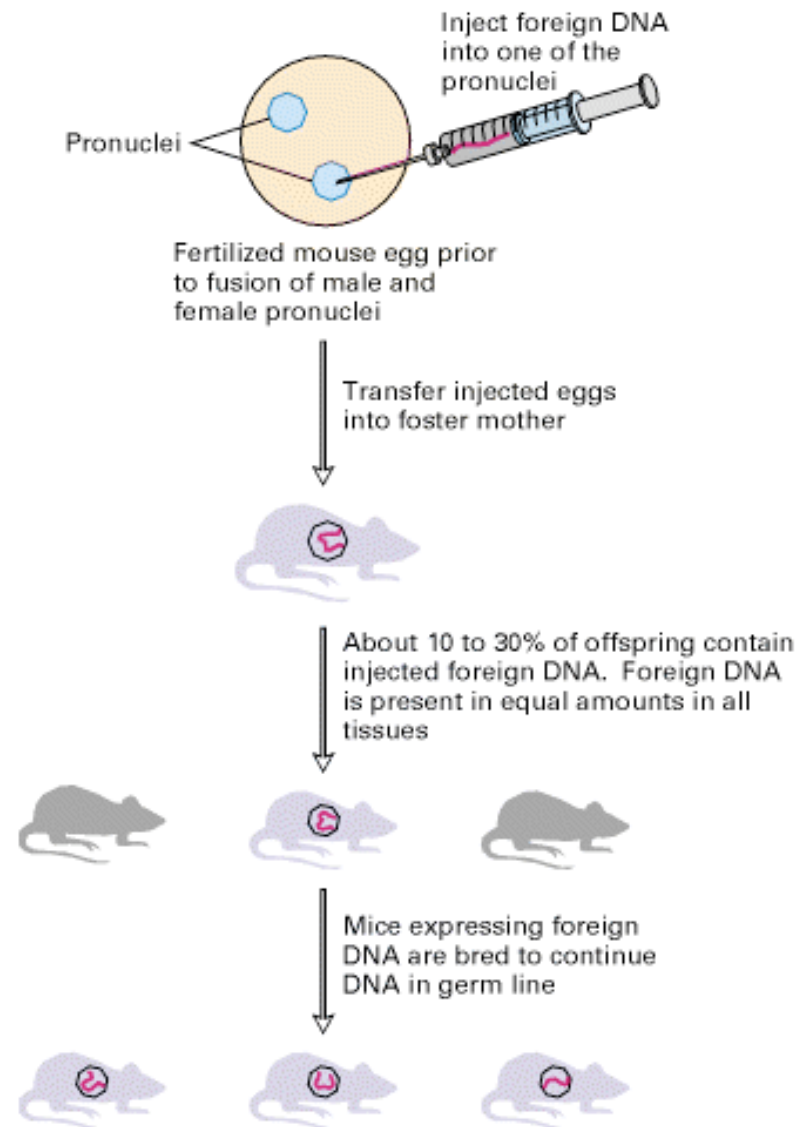 Inject foreign DNA
into one of the
pronuclei
Pronuclei
Fertilized mouse egg prior
to fusion of male and
female pronuclei
Transfer injected eggs
into foster mother
About 10 to 30% of offspring contain
injected foreign DNA. Foreign DNA
is present in equal amounts in all
tissues
Mice expressing foreign
DNA are bred to continue
DNA in germ line